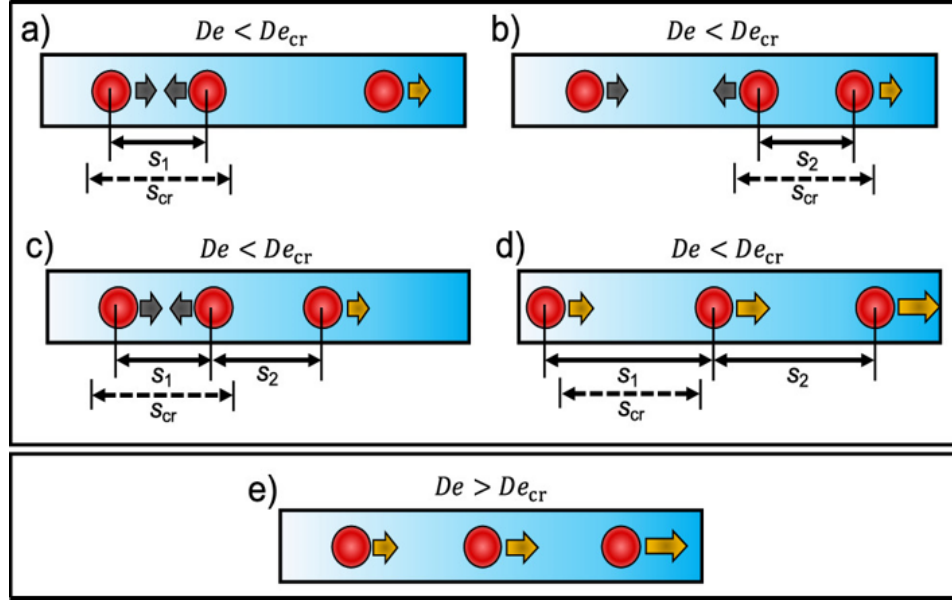 a)
De < De_cr
s_1
s_cr
b)
De < De_cr
s_2
s_cr
c)
De < De_cr
s_1
s_2
s_cr
d)
De < De_cr
s_1
s_2
s_cr
e)
De > De_cr